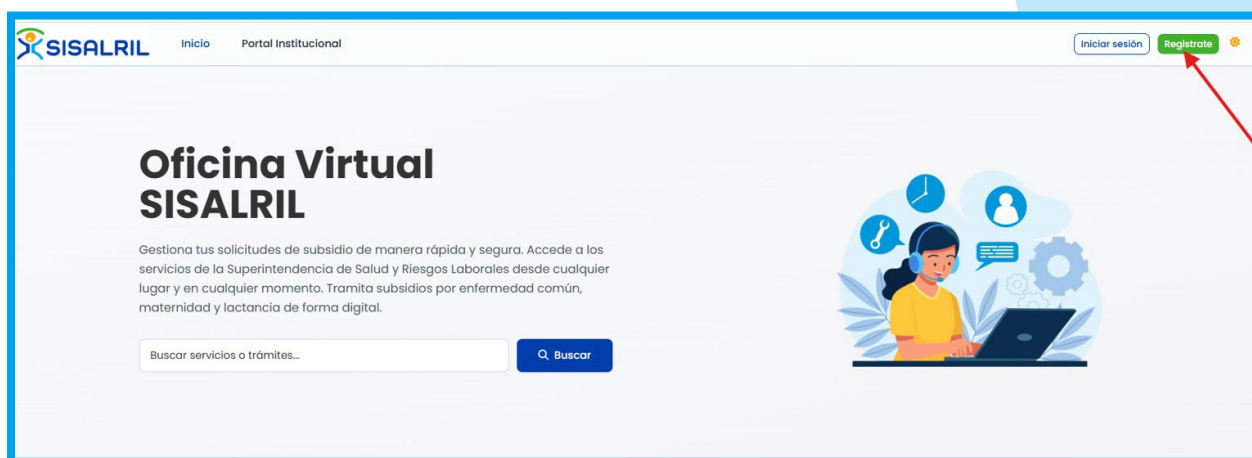 SISALRIL
Inicio
Portal Institucional
Iniciar sesión
Registrate
Oficina Virtual
SISALRIL
Gestiona tus solicitudes de subsidio de manera rápida y segura. Accede a los
servicios de la Superintendencia de Salud y Riesgos Laborales desde cualquier
lugar y en cualquier momento. Tramita subsidios por enfermedad común,
maternidad y lactancia de forma digital.
Buscar servicios o trámites...
Buscar